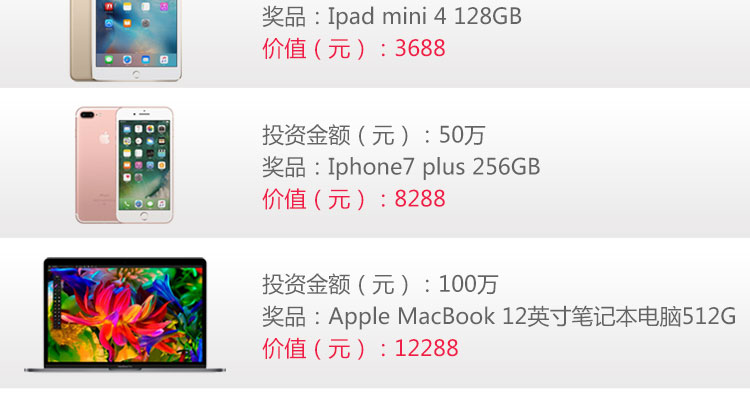 奖品：Ipad mini 4 128GB
价值（元）：3688
投资金额（元）：50万
奖品：Iphone7 plus 256GB
价值（元）：8288
投资金额（元）：100万
奖品：Apple MacBook 12英寸笔记本电脑512G
价值（元）：12288